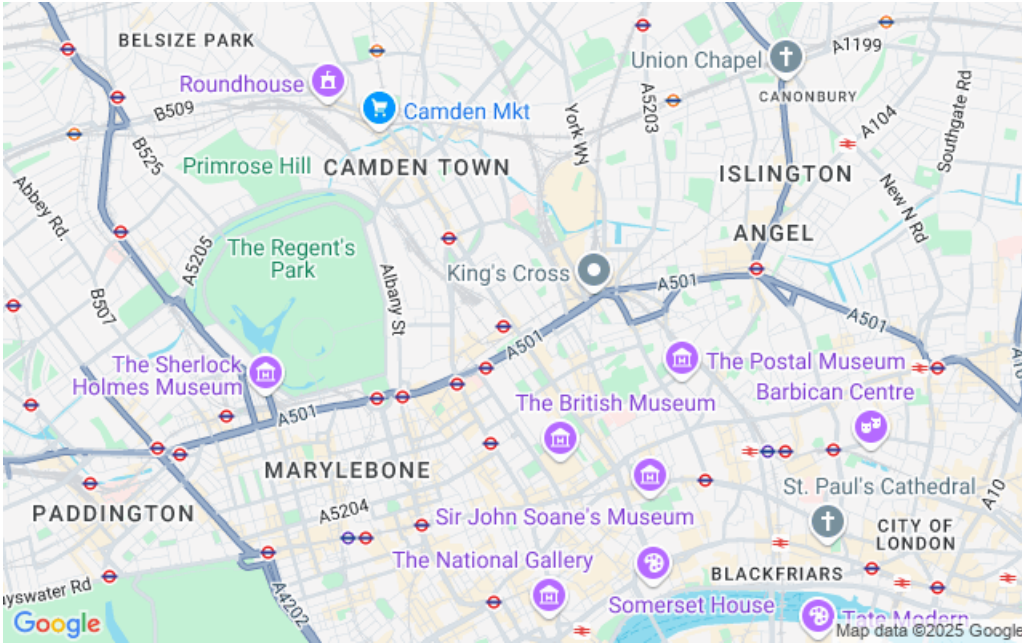 BELSIZE PARK
Union Chapel
A1199
Roundhouse
CANONBURY
B509
Camden Mkt
York WN
A5203
A104
Southgate Rd
B525
Primrose Hill
CAMDEN TOWN
ISLINGTON
Abbey Rd.
New N Rd
A5205
The Regent's
Park
ANGEL
Albany St
King's Cross
A501
B507
A501
A501
The Sherlock
Holmes Museum
The Postal Museum
Barbican Centre
A501
The British Museum
MARYLEBONE
St. Paul's Cathedral
A10
PADDINGTON
A5204
Sir John Soane's Museum
CITY OF
LONDON
The National Gallery
BLACKFRIARS
ayswater Rd
A4202
Somerset House
Tate Modern
Google
Map data ©2025 Google